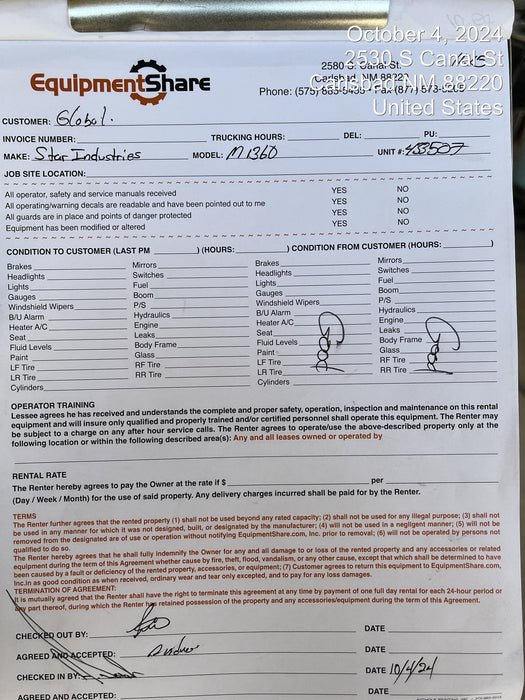 October 4, 2024
2530 S Canal St
Carlsbad NM 88220
United States
EquipmentShare
2580 S. Canal St.
Carlsbad, NM 88221
Phone: (575)
CUSTOMER: Global.
INVOICE NUMBER: TRUCKING HOURS: DEL: PU:
MAKE: Star Industries MODEL: M1360 UNIT #: 433507
JOB SITE LOCATION:
All operator, safety and service manuals received YES NO
All operating/warning decals are readable and have been pointed out to me YES NO
All guards are in place and points of danger protected YES NO
Equipment has been modified or altered YES NO
CONDITION TO CUSTOMER (LAST PM ) (HOURS: ) CONDITION FROM CUSTOMER (HOURS: )
Brakes Mirrors Brakes Mirrors
Headlights Switches Headlights Switches
Lights Fuel Lights Fuel
Gauges Boom Gauges Boom
Windshield Wipers P/S Windshield Wipers P/S
B/U Alarm Hydraulics B/U Alarm Hydraulics
Heater A/C Engine Heater A/C Engine
Seat Leaks Seat Leaks
Fluid Levels Body Frame Fluid Levels Body Frame
Paint Glass Paint Glass
LF Tire RF Tire LF Tire RF Tire
LR Tire RR Tire LR Tire RR Tire
Cylinders Cylinders
Good Good
OPERATOR TRAINING
Lessee agrees he has received and understands the complete and proper safety, operation, inspection and maintenance on this rental
equipment and will insure only qualified and properly trained and/or certified personnel shall operate this equipment. The Renter may
be subject to a charge on any after hour service calls. The Renter agrees to operate/use the above-described property only at the
following location or within the following described area(s): Any and all leases owned or operated by
RENTAL RATE
The Renter hereby agrees to pay the Owner at the rate if $ per
(Day / Week / Month) for the use of said property. Any delivery charges incurred shall be paid for by the Renter.
TERMS
The Renter further agrees that the rented property (1) shall not be used beyond any rated capacity; (2) shall not be used for any illegal purpose; (3) shall not
be used in any manner for which it was not designed, built, or designated by the manufacturer; (4) will not be used in a negligent manner; (5) will not be
removed from the designated are of use or operation without notifying EquipmentShare.com, Inc. prior to removal; (6) will not be operated by persons not
qualified to do so.
The Renter hereby agrees that he shall fully indemnify the Owner for any and all damage to or loss of the rented property and any accessories or related
equipment during the term of this Agreement whether cause by fire, theft, flood, vandalism, or any other cause, except that which shall be determined to have
been caused by a fault or deficiency of the rented property, accessories, or equipment; (7) Customer agrees to return this equipment to EquipmentShare.com,
Inc.in as good condition as when received, ordinary wear and tear only excepted, and to pay for any loss damages.
TERMINATION OF AGREEMENT:
It is mutually agreed that the Renter shall have the right to terminate this agreement at any time by payment of one full day rental for each 24-hour period or
any part thereof, during which the Renter has retained possession of the property and any accessories/equipment during the term of this Agreement.
CHECKED OUT BY: DATE
AGREED AND ACCEPTED: DATE
CHECKED IN BY: DATE 10/4/24
AGREED AND ACCEPTED: DATE